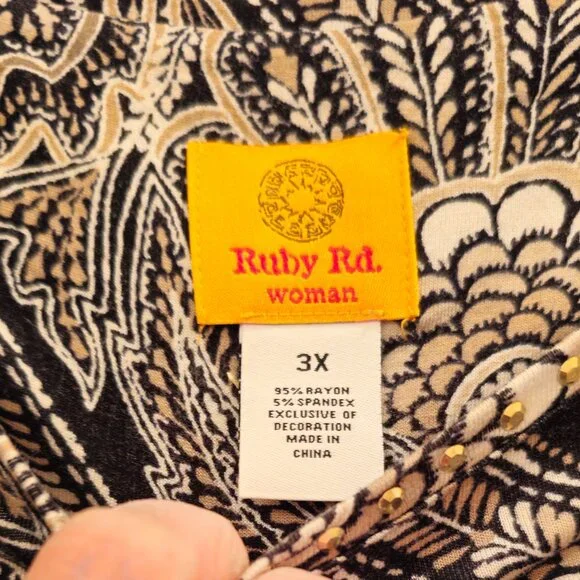 Ruby Rd.
woman
3X
95% RAYON
5% SPANDEX
EXCLUSIVE OF
DECORATION
MADE IN
CHINA